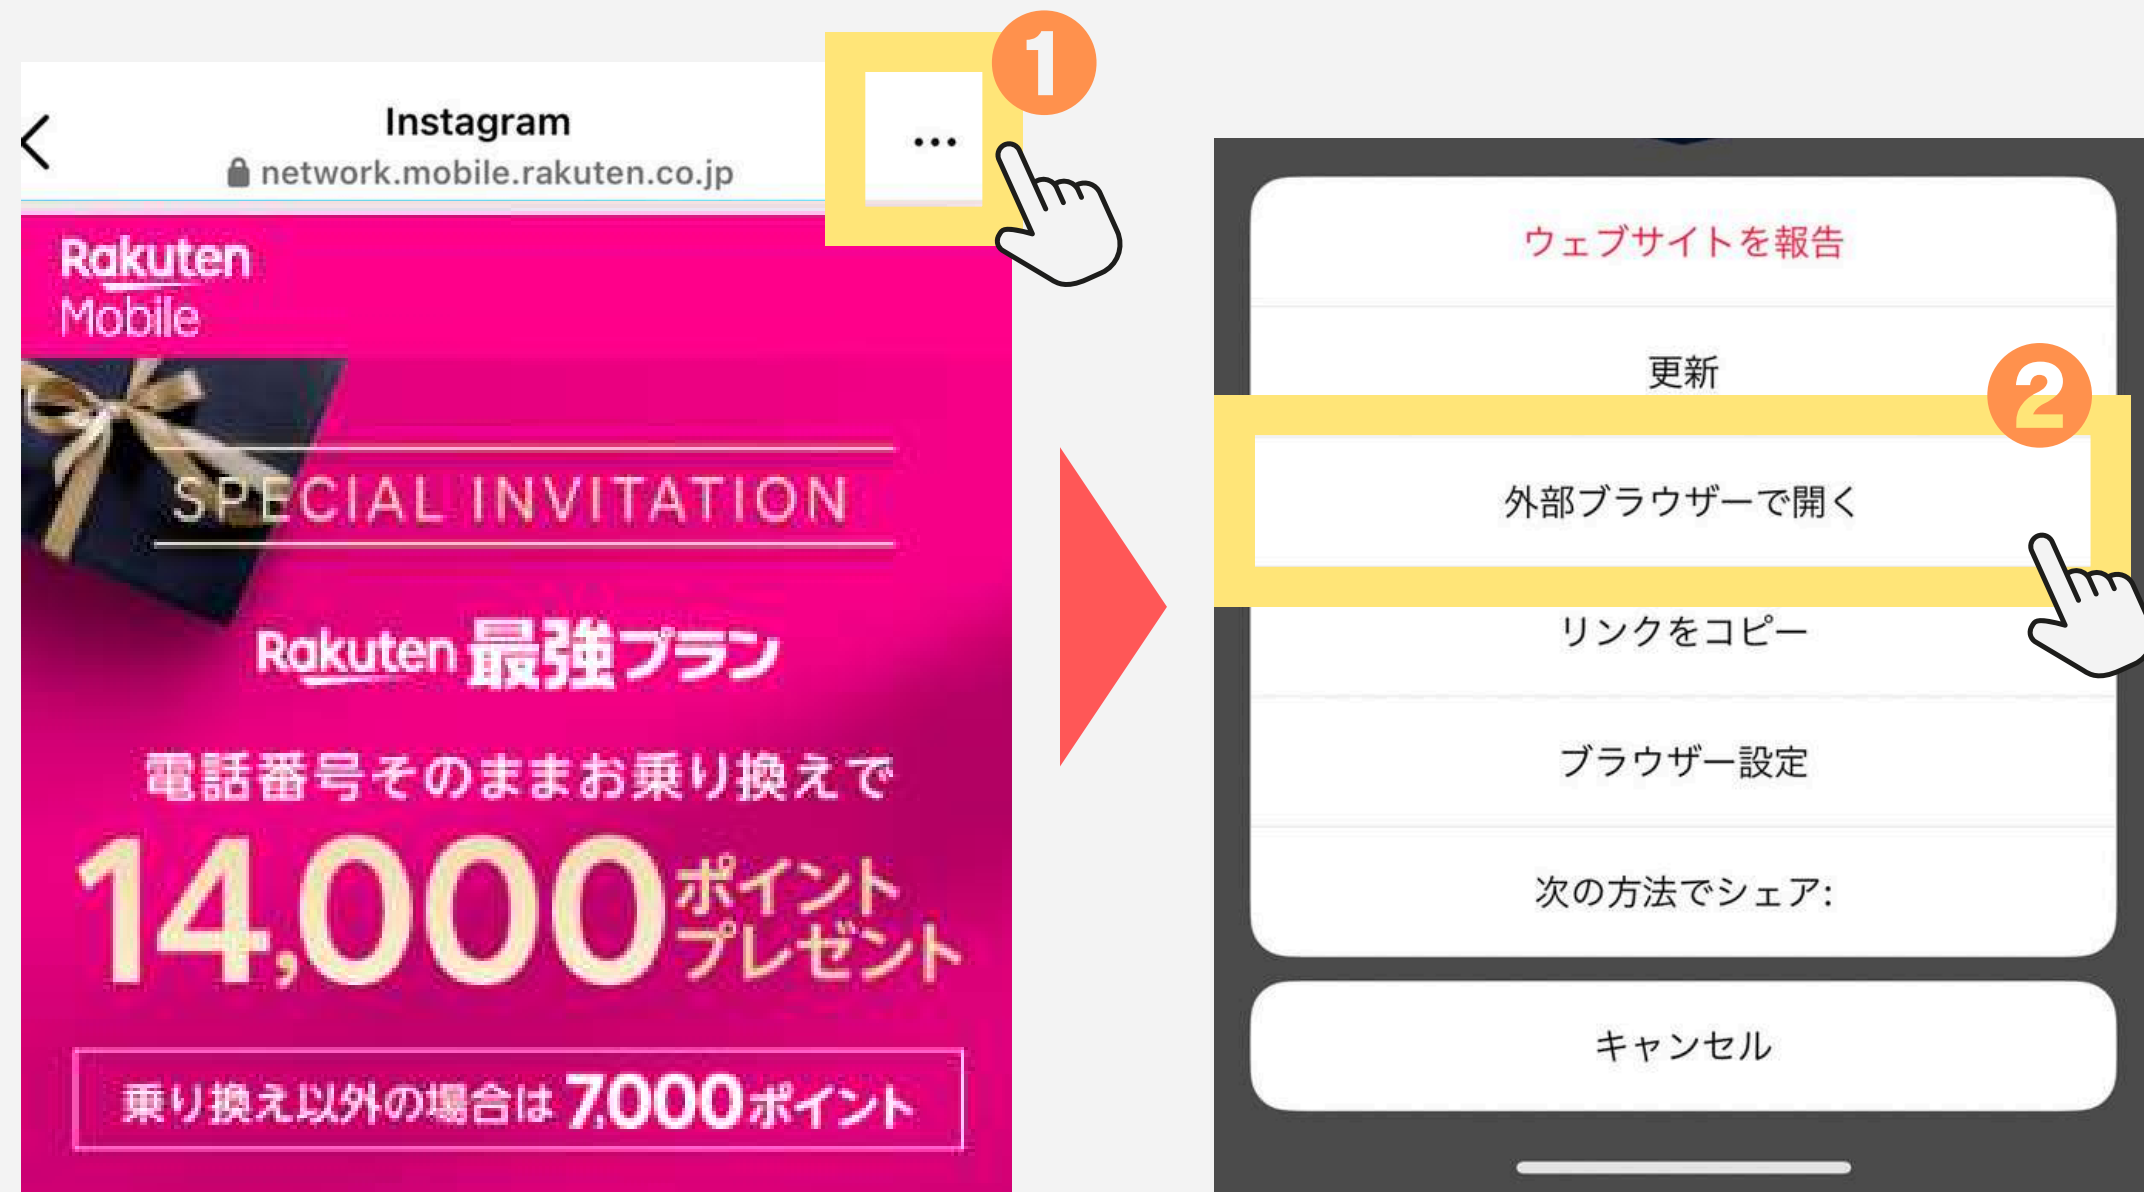 1
Instagram
network.mobile.rakuten.co.jp
...
Rakuten
Mobile
SPECIAL INVITATION
Rakuten 最強プラン
電話番号そのままお乗り換えで
14,000ポイント
プレゼント
乗り換え以外の場合は 7,000ポイント
ウェブサイトを報告
更新
2
外部ブラウザーで開く
リンクをコピー
ブラウザー設定
次の方法でシェア:
キャンセル